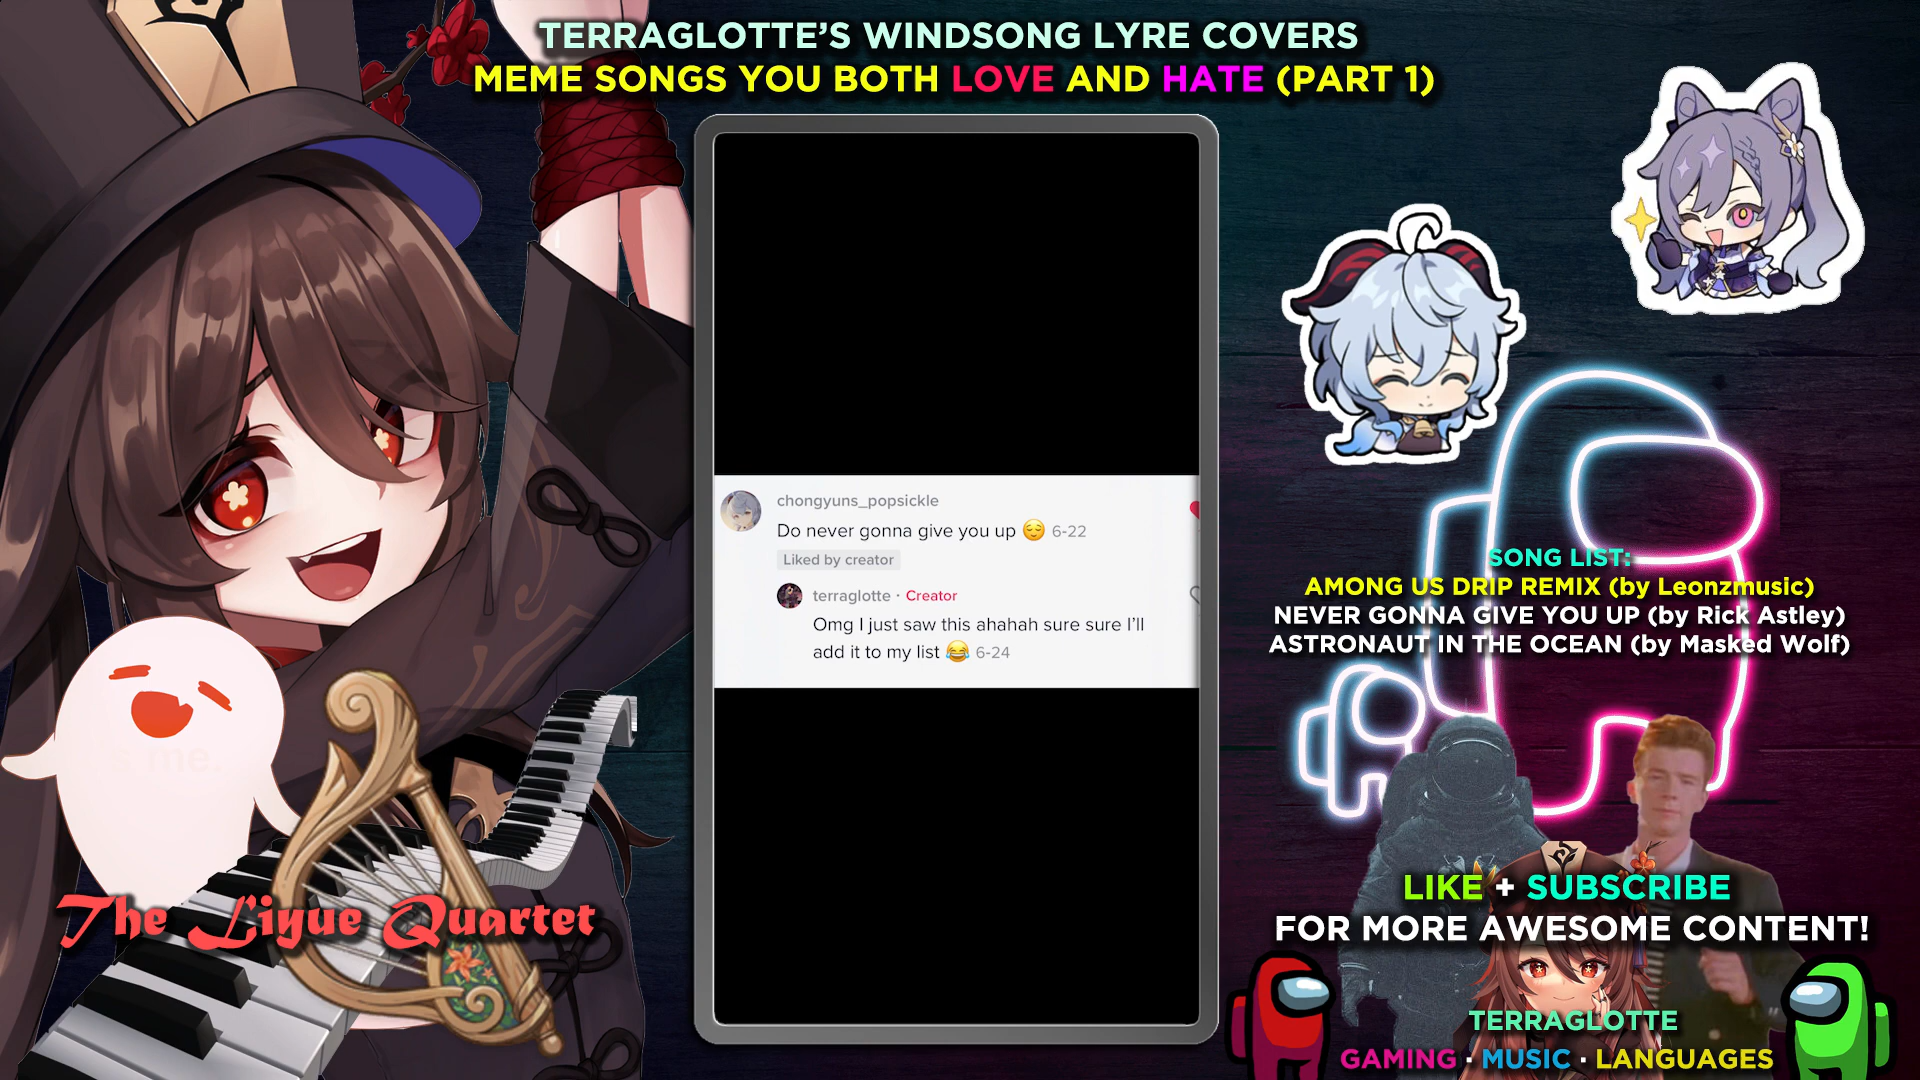 TERRAGLOTTE'S WINDSONG LYRE COVERS
MEME SONGS YOU BOTH LOVE AND HATE (PART 1)
chongyuns_popsickle
Do never gonna give you up 😌 6-22
Liked by creator
terraglotte · Creator
Omg I just saw this ahahah sure sure I'll
add it to my list 😂 6-24
s me.
The Liyue Quartet
SONG LIST:
AMONG US DRIP REMIX (by Leonzmusic)
NEVER GONNA GIVE YOU UP (by Rick Astley)
ASTRONAUT IN THE OCEAN (by Masked Wolf)
LIKE + SUBSCRIBE
FOR MORE AWESOME CONTENT!
TERRAGLOTTE
GAMING · MUSIC · LANGUAGES